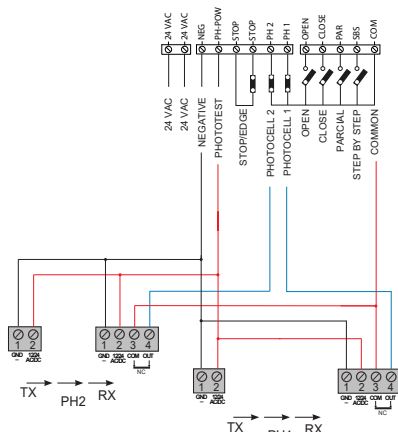 24 VAC
24 VAC
NEG
PH-POW
STOP
STOP
PH 2
PH 1
OPEN
CLOSE
PAR
SBS
COM
24 VAC
24 VAC
NEGATIVE
PHOTOTEST
STOP/EDGE
PHOTOCELL 2
PHOTOCELL 1
OPEN
CLOSE
PARCIAL
STEP BY STEP
COMMON
1 2
GND 12/24
– AC/DC
1 2 3 4
GND 12/24 COM OUT
– AC/DC
NC
TX PH2 RX
1 2
GND 12/24
– AC/DC
1 2 3 4
GND 12/24 COM OUT
– AC/DC
NC
TX PH1 RX